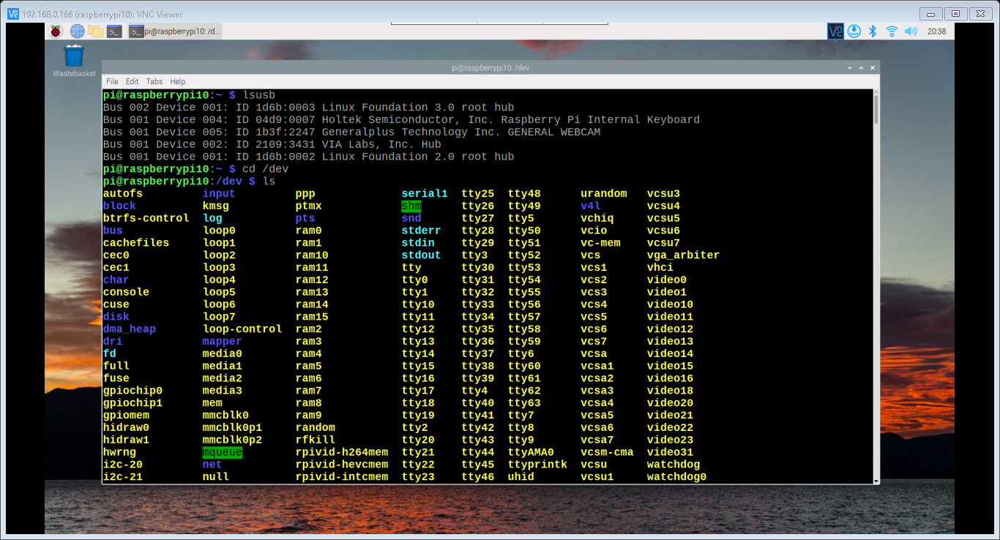 192.168.0.166 (raspberrypi10): VNC Viewer
pi@raspberrypi10: /d...
20:38
Wastebasket
pi@raspberrypi10: /dev
File Edit Tabs Help
pi@raspberrypi10:~ $ lsusb
Bus 002 Device 001: ID 1d6b:0003 Linux Foundation 3.0 root hub
Bus 001 Device 004: ID 04d9:0007 Holtek Semiconductor, Inc. Raspberry Pi Internal Keyboard
Bus 001 Device 005: ID 1b3f:2247 Generalplus Technology Inc. GENERAL WEBCAM
Bus 001 Device 002: ID 2109:3431 VIA Labs, Inc. Hub
Bus 001 Device 001: ID 1d6b:0002 Linux Foundation 2.0 root hub
pi@raspberrypi10:~ $ cd /dev
pi@raspberrypi10:/dev $ ls
autofs input ppp serial1 tty25 tty48 urandom vcsu3
block kmsg ptmx shm tty26 tty49 v4l vcsu4
btrfs-control log pts snd tty27 tty5 vchiq vcsu5
bus loop0 ram0 stderr tty28 tty50 vcio vcsu6
cachefiles loop1 ram1 stdin tty29 tty51 vc-mem vcsu7
cec0 loop2 ram10 stdout tty3 tty52 vcs vga_arbiter
cec1 loop3 ram11 tty tty30 tty53 vcs1 vhci
char loop4 ram12 tty0 tty31 tty54 vcs2 video0
console loop5 ram13 tty1 tty32 tty55 vcs3 video1
cuse loop6 ram14 tty10 tty33 tty56 vcs4 video10
disk loop7 ram15 tty11 tty34 tty57 vcs5 video11
dma_heap loop-control ram2 tty12 tty35 tty58 vcs6 video12
dri mapper ram3 tty13 tty36 tty59 vcs7 video13
fd media0 ram4 tty14 tty37 tty6 vcsa video14
full media1 ram5 tty15 tty38 tty60 vcsa1 video15
fuse media2 ram6 tty16 tty39 tty61 vcsa2 video16
gpiochip0 media3 ram7 tty17 tty4 tty62 vcsa3 video18
gpiochip1 mem ram8 tty18 tty40 tty63 vcsa4 video20
gpiomem mmcblk0 ram9 tty19 tty41 tty7 vcsa5 video21
hidraw0 mmcblk0p1 random tty2 tty42 tty8 vcsa6 video22
hidraw1 mmcblk0p2 rfkill tty20 tty43 tty9 vcsa7 video23
hwrng mqueue rpivid-h264mem tty21 tty44 ttyAMA0 vcsm-cma video31
i2c-20 net rpivid-hevcmem tty22 tty45 ttyprintk vcsu watchdog
i2c-21 null rpivid-intcmem tty23 tty46 uhid vcsu1 watchdog0